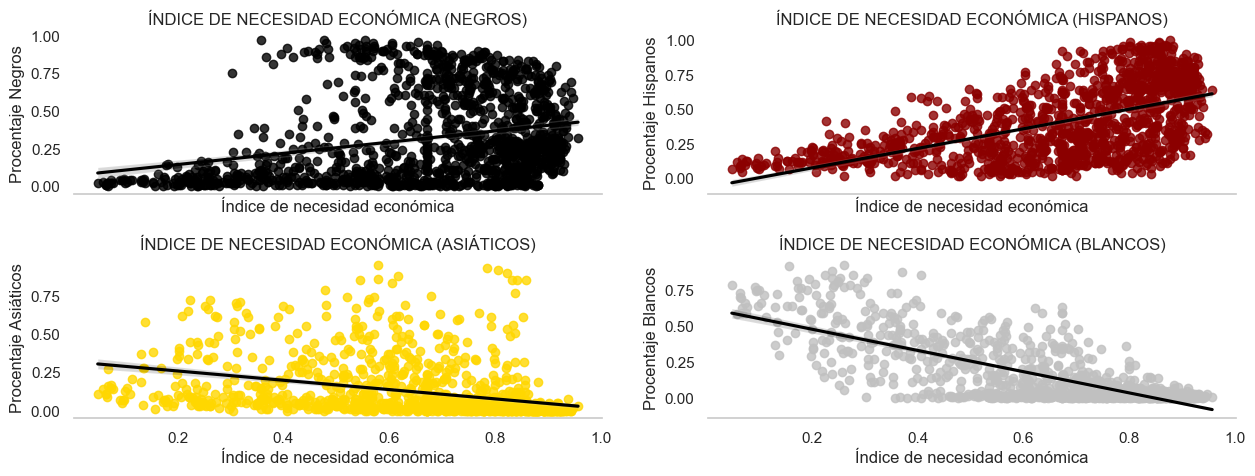 ÍNDICE DE NECESIDAD ECONÓMICA (NEGROS)
Procentaje Negros
1.00
0.75
0.50
0.25
0.00
Índice de necesidad económica
ÍNDICE DE NECESIDAD ECONÓMICA (HISPANOS)
Procentaje Hispanos
1.00
0.75
0.50
0.25
0.00
Índice de necesidad económica
ÍNDICE DE NECESIDAD ECONÓMICA (ASIÁTICOS)
Procentaje Asiáticos
0.75
0.50
0.25
0.00
0.2 0.4 0.6 0.8 1.0
Índice de necesidad económica
ÍNDICE DE NECESIDAD ECONÓMICA (BLANCOS)
Procentaje Blancos
0.75
0.50
0.25
0.00
0.2 0.4 0.6 0.8 1.0
Índice de necesidad económica